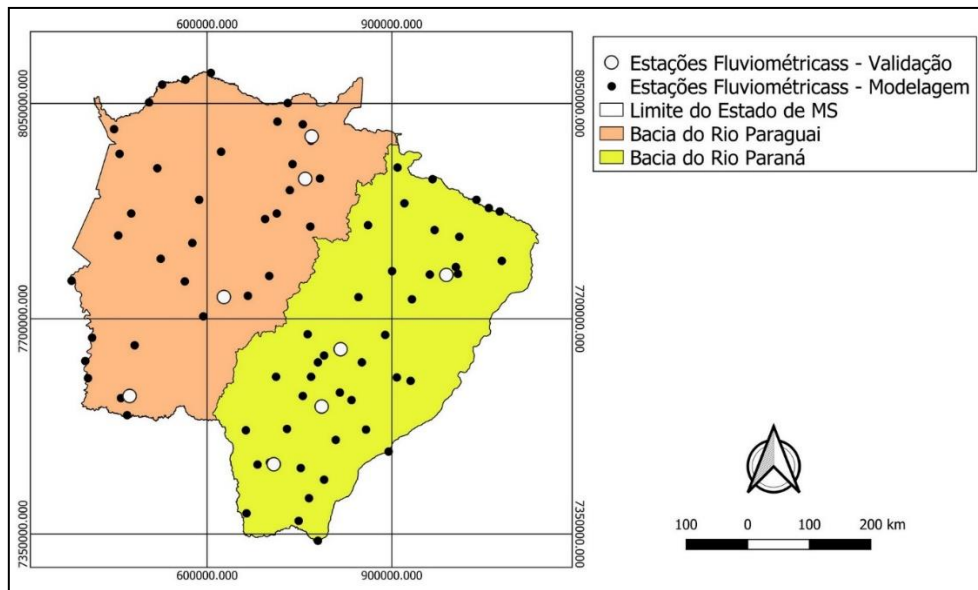 600000.000
900000.000
8050000.000
8050000.000
7700000.000
7700000.000
7350000.000
7350000.000
600000.000
900000.000
Estações Fluviométricass - Validação
Estações Fluviométricass - Modelagem
Limite do Estado de MS
Bacia do Rio Paraguai
Bacia do Rio Paraná
100 0 100 200 km